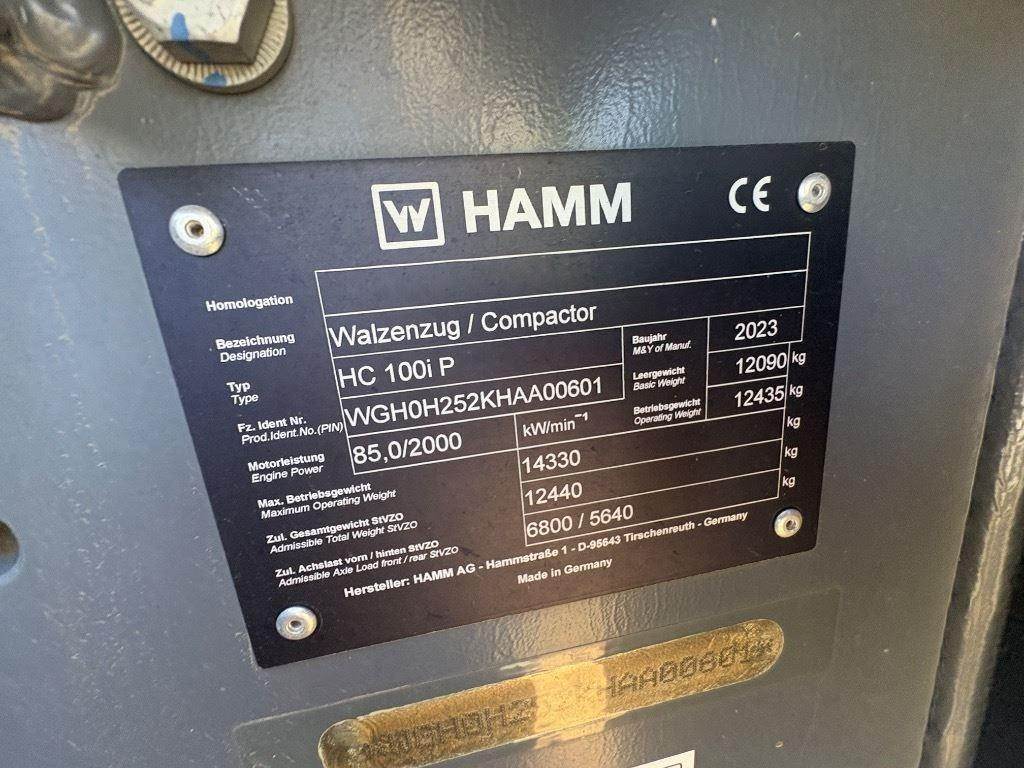 W HAMM CE
Homologation
Bezeichnung Walzenzug / Compactor
Designation
Typ HC 100i P Baujahr 2023
Type M&Y of Manuf.
Fz. Ident Nr. WGH0H252KHAA00601 Leergewicht 12090 kg
Prod.Ident.No.(PIN) Basic Weight
Motorleistung 85,0/2000 kW/min⁻¹ Betriebsgewicht 12435 kg
Engine Power Operating Weight
Max. Betriebsgewicht 14330 kg
Maximum Operating Weight
Zul. Gesamtgewicht StVZO 12440 kg
Admissible Total Weight StVZO
Zul. Achslast vorn / hinten StVZO 6800 / 5640 kg
Admissible Axle Load front / rear StVZO
Hersteller: HAMM AG - Hammstraße 1 - D-95643 Tirschenreuth - Germany
Made in Germany